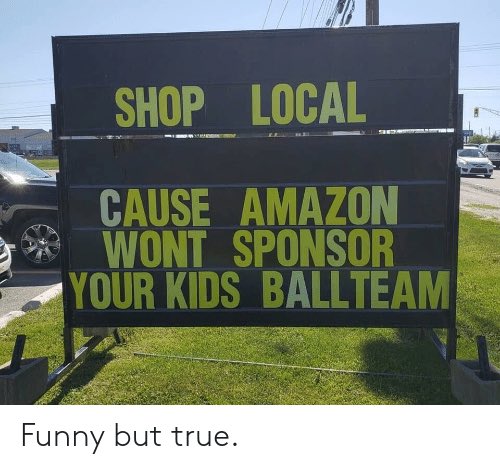 SHOP LOCAL
CAUSE AMAZON
WONT SPONSOR
YOUR KIDS BALLTEAM
Funny but true.